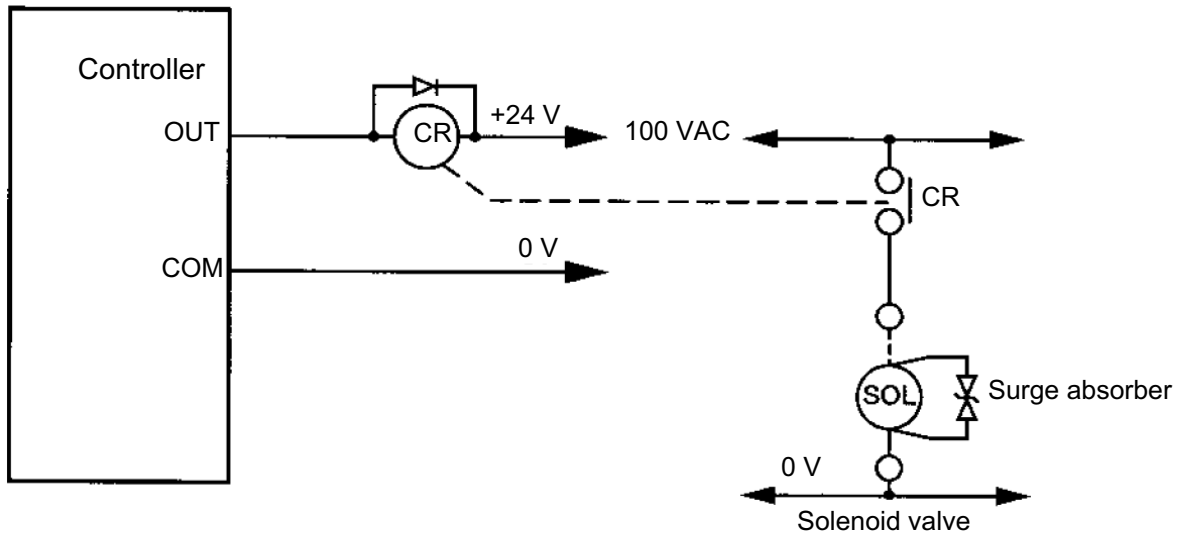 Controller
OUT
CR
+24 V
100 VAC
CR
COM
0 V
SOL
Surge absorber
0 V
Solenoid valve